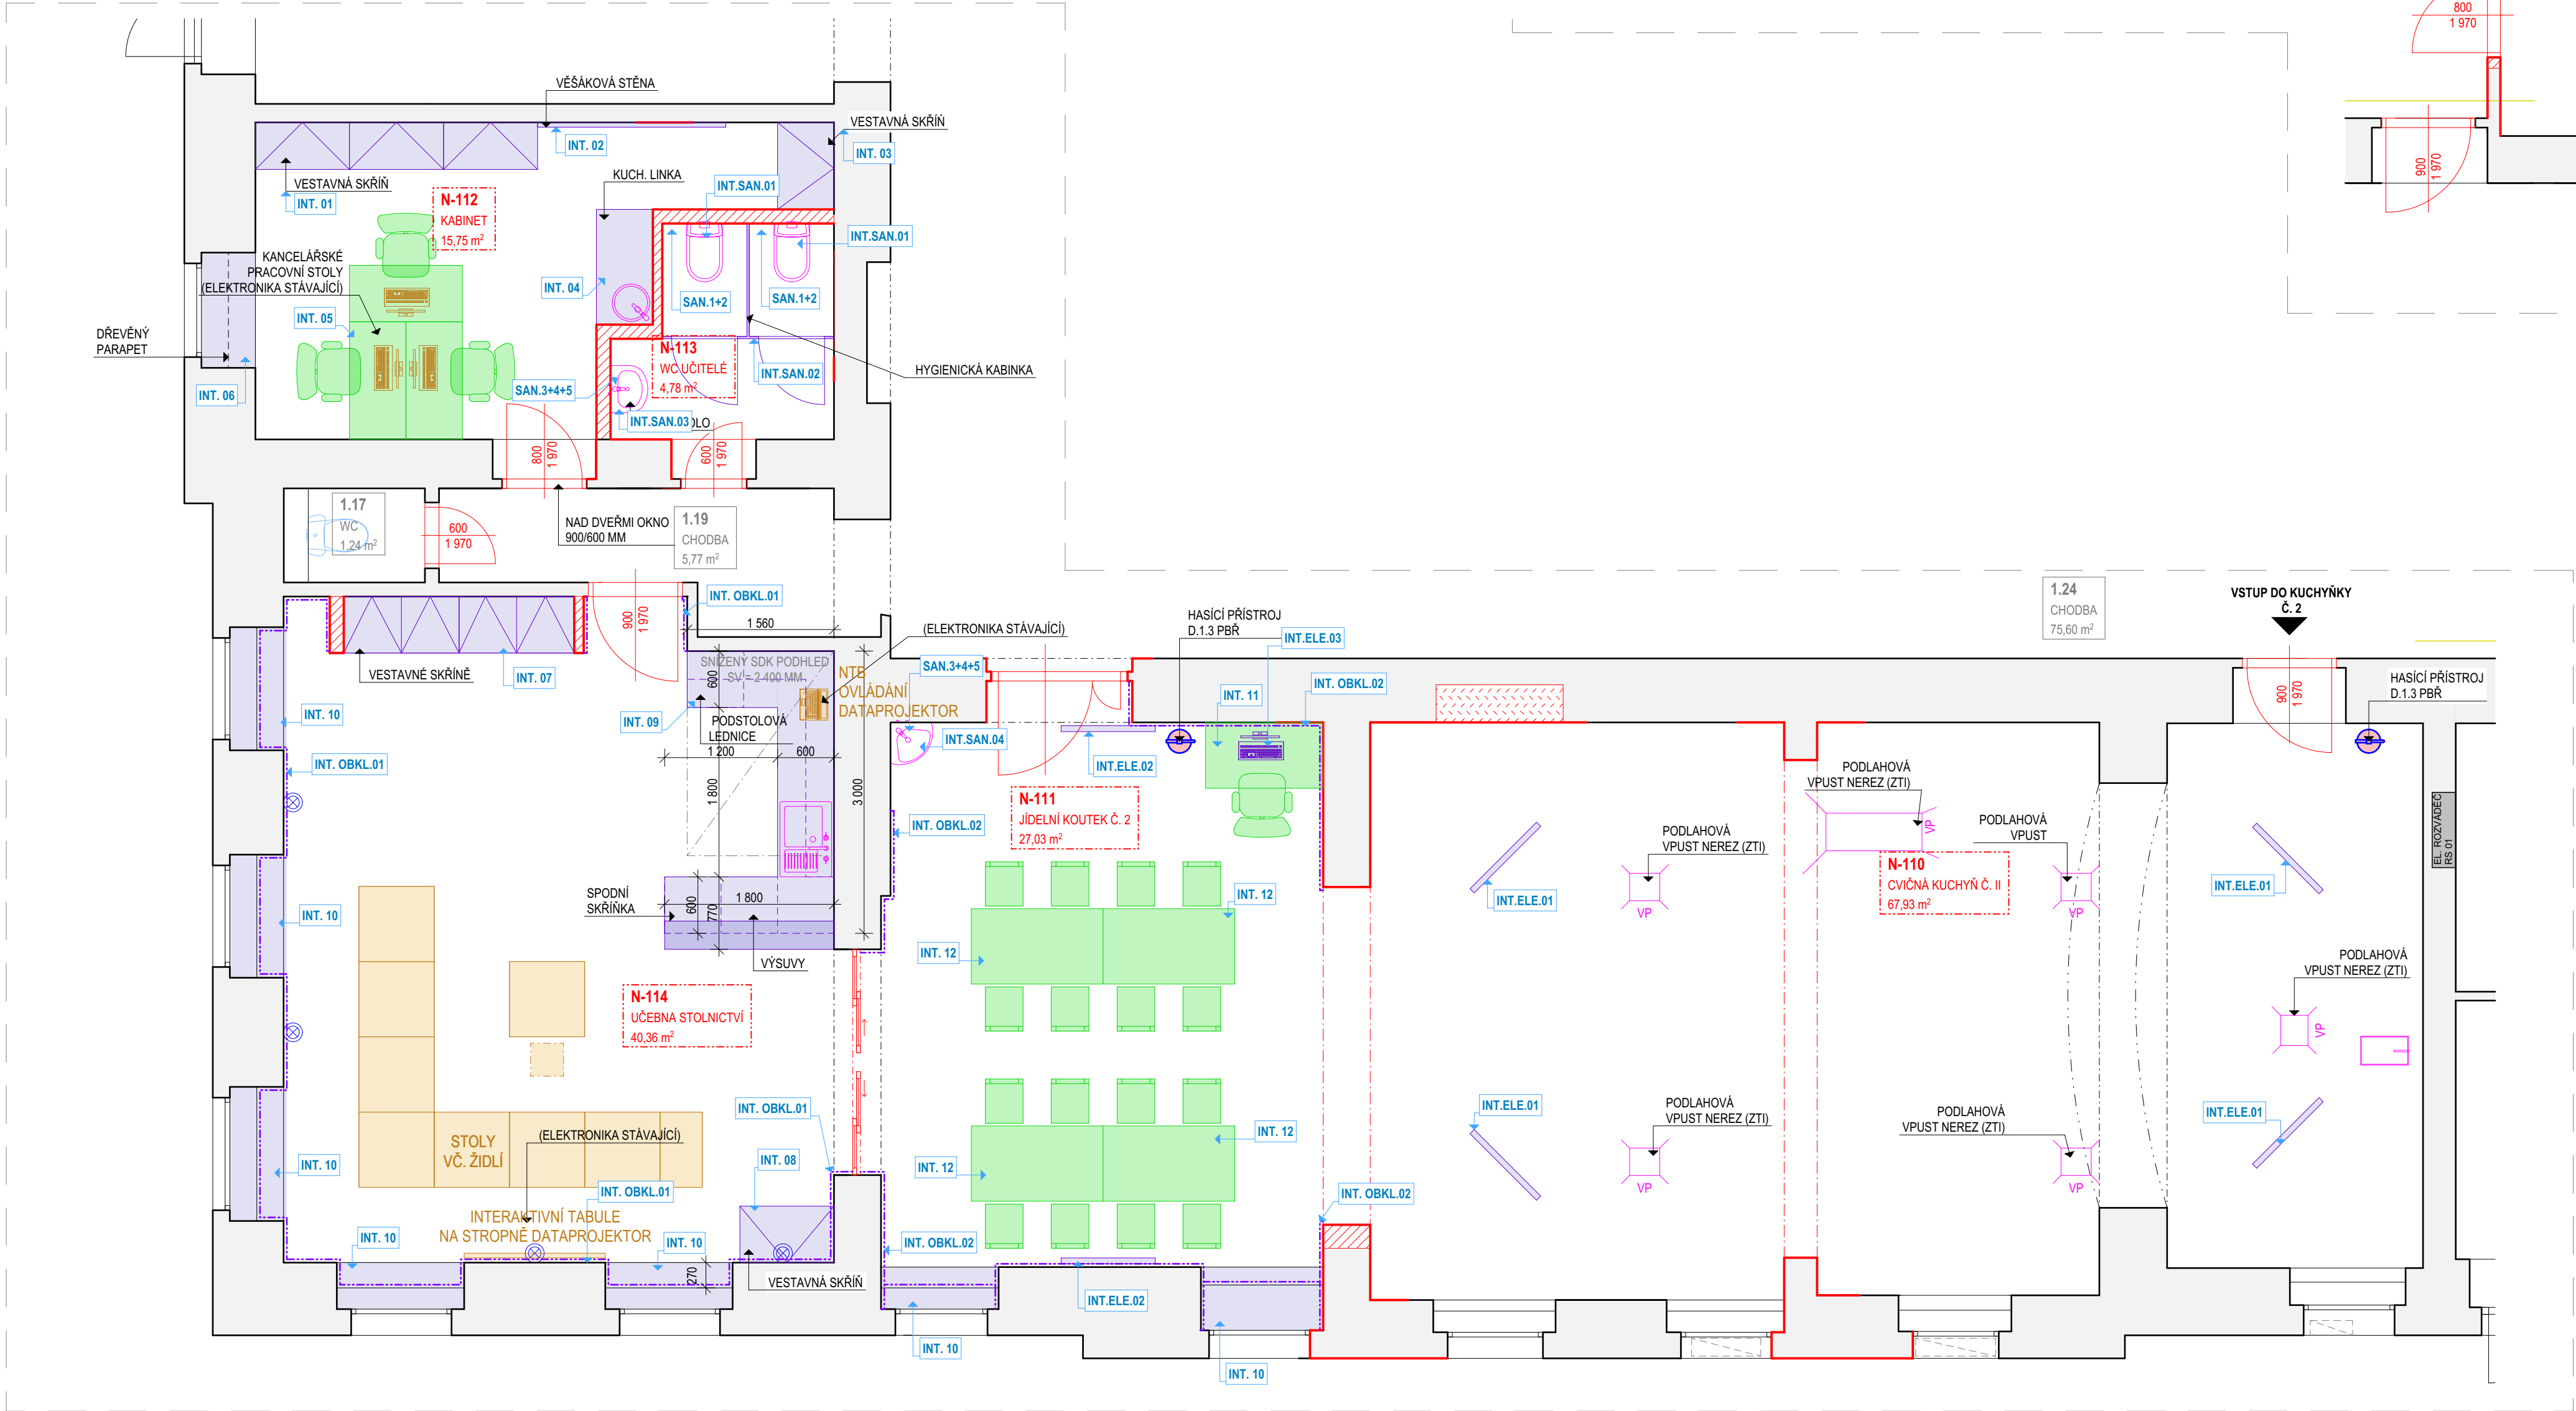 800
1 970
900
1 970
VĚŠÁKOVÁ STĚNA
INT. 02
VESTAVNÁ SKŘÍŇ
INT. 03
VESTAVNÁ SKŘÍŇ
INT. 01
N-112
KABINET
15,75 m²
KUCH. LINKA
INT.SAN.01
INT.SAN.01
KANCELÁŘSKÉ
PRACOVNÍ STOLY
(ELEKTRONIKA STÁVAJÍCÍ)
INT. 04
SAN.1+2
SAN.1+2
INT. 05
DŘEVĚNÝ
PARAPET
INT. 06
N-113
WC UČITELÉ
4,78 m²
INT.SAN.02
HYGIENICKÁ KABINKA
SAN.3+4+5
INT.SAN.03
800
1 970
600
1 970
1.17
WC
1,24 m²
600
1 970
NAD DVEŘMI OKNO
900/600 MM
1.19
CHODBA
5,77 m²
900
1 970
INT. OBKL.01
1 560
VESTAVNÉ SKŘÍNĚ
INT. 07
SNÍŽENÝ SDK PODHLED
SV = 2 400 MM
600
(ELEKTRONIKA STÁVAJÍCÍ)
NTB
OVLÁDÁNÍ
DATAPROJEKTOR
INT. 09
PODSTOLOVÁ
LEDNICE
1 200
600
1 800
3 000
INT. 10
INT. OBKL.01
INT. 10
INT. 10
SPODNÍ
SKŘÍŇKA
1 800
600
770
VÝSUVY
N-114
UČEBNA STOLNICTVÍ
40,36 m²
STOLY
VČ. ŽIDLÍ
(ELEKTRONIKA STÁVAJÍCÍ)
INT. OBKL.01
INT. 08
INT. OBKL.01
INTERAKTIVNÍ TABULE
NA STROPNĚ DATAPROJEKTOR
INT. 10
INT. 10
270
VESTAVNÁ SKŘÍŇ
HASÍCÍ PŘÍSTROJ
D.1.3 PBŘ
INT.ELE.03
SAN.3+4+5
INT. 11
INT. OBKL.02
INT.SAN.04
INT.ELE.02
N-111
JÍDELNÍ KOUTEK Č. 2
27,03 m²
INT. OBKL.02
INT. 12
INT. 12
INT. 12
INT. 12
INT. OBKL.02
INT. OBKL.02
INT.ELE.02
INT. 10
INT. 10
1.24
CHODBA
75,60 m²
VSTUP DO KUCHYŇKY
Č. 2
900
1 970
HASÍCÍ PŘÍSTROJ
D.1.3 PBŘ
PODLAHOVÁ
VPUST NEREZ (ZTI)
VP
PODLAHOVÁ
VPUST NEREZ (ZTI)
VP
PODLAHOVÁ
VPUST
VP
N-110
CVIČNÁ KUCHYŇ Č. II
67,93 m²
INT.ELE.01
INT.ELE.01
EL. ROZVADĚČ
RS 01
PODLAHOVÁ
VPUST NEREZ (ZTI)
VP
INT.ELE.01
PODLAHOVÁ
VPUST NEREZ (ZTI)
VP
PODLAHOVÁ
VPUST NEREZ (ZTI)
VP
INT.ELE.01